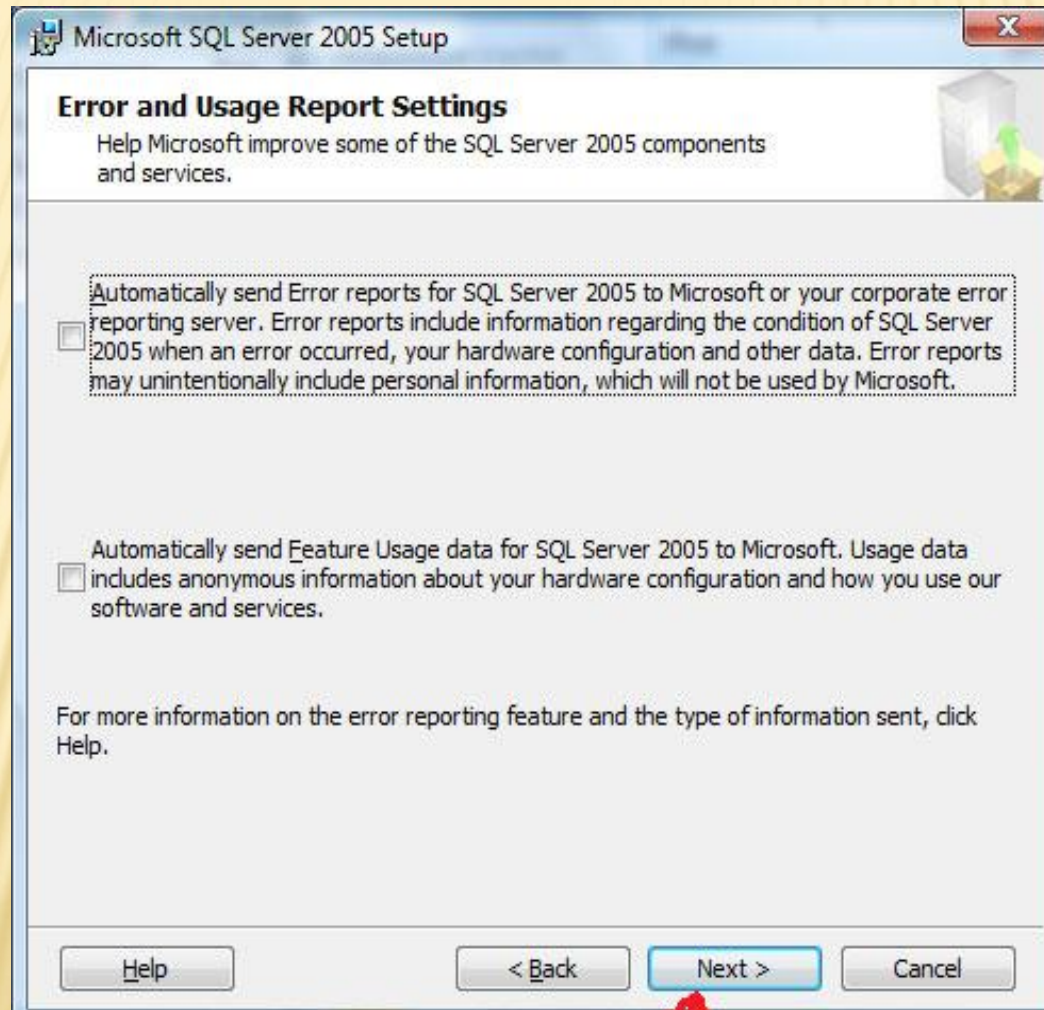 Microsoft SQL Server 2005 Setup
X
Error and Usage Report Settings
Help Microsoft improve some of the SQL Server 2005 components
and services.
Automatically send Error reports for SQL Server 2005 to Microsoft or your corporate error
reporting server. Error reports include information regarding the condition of SQL Server
2005 when an error occurred, your hardware configuration and other data. Error reports
may unintentionally include personal information, which will not be used by Microsoft.
Automatically send Feature Usage data for SQL Server 2005 to Microsoft. Usage data
includes anonymous information about your hardware configuration and how you use our
software and services.
For more information on the error reporting feature and the type of information sent, click
Help.
Help
< Back
Next >
Cancel